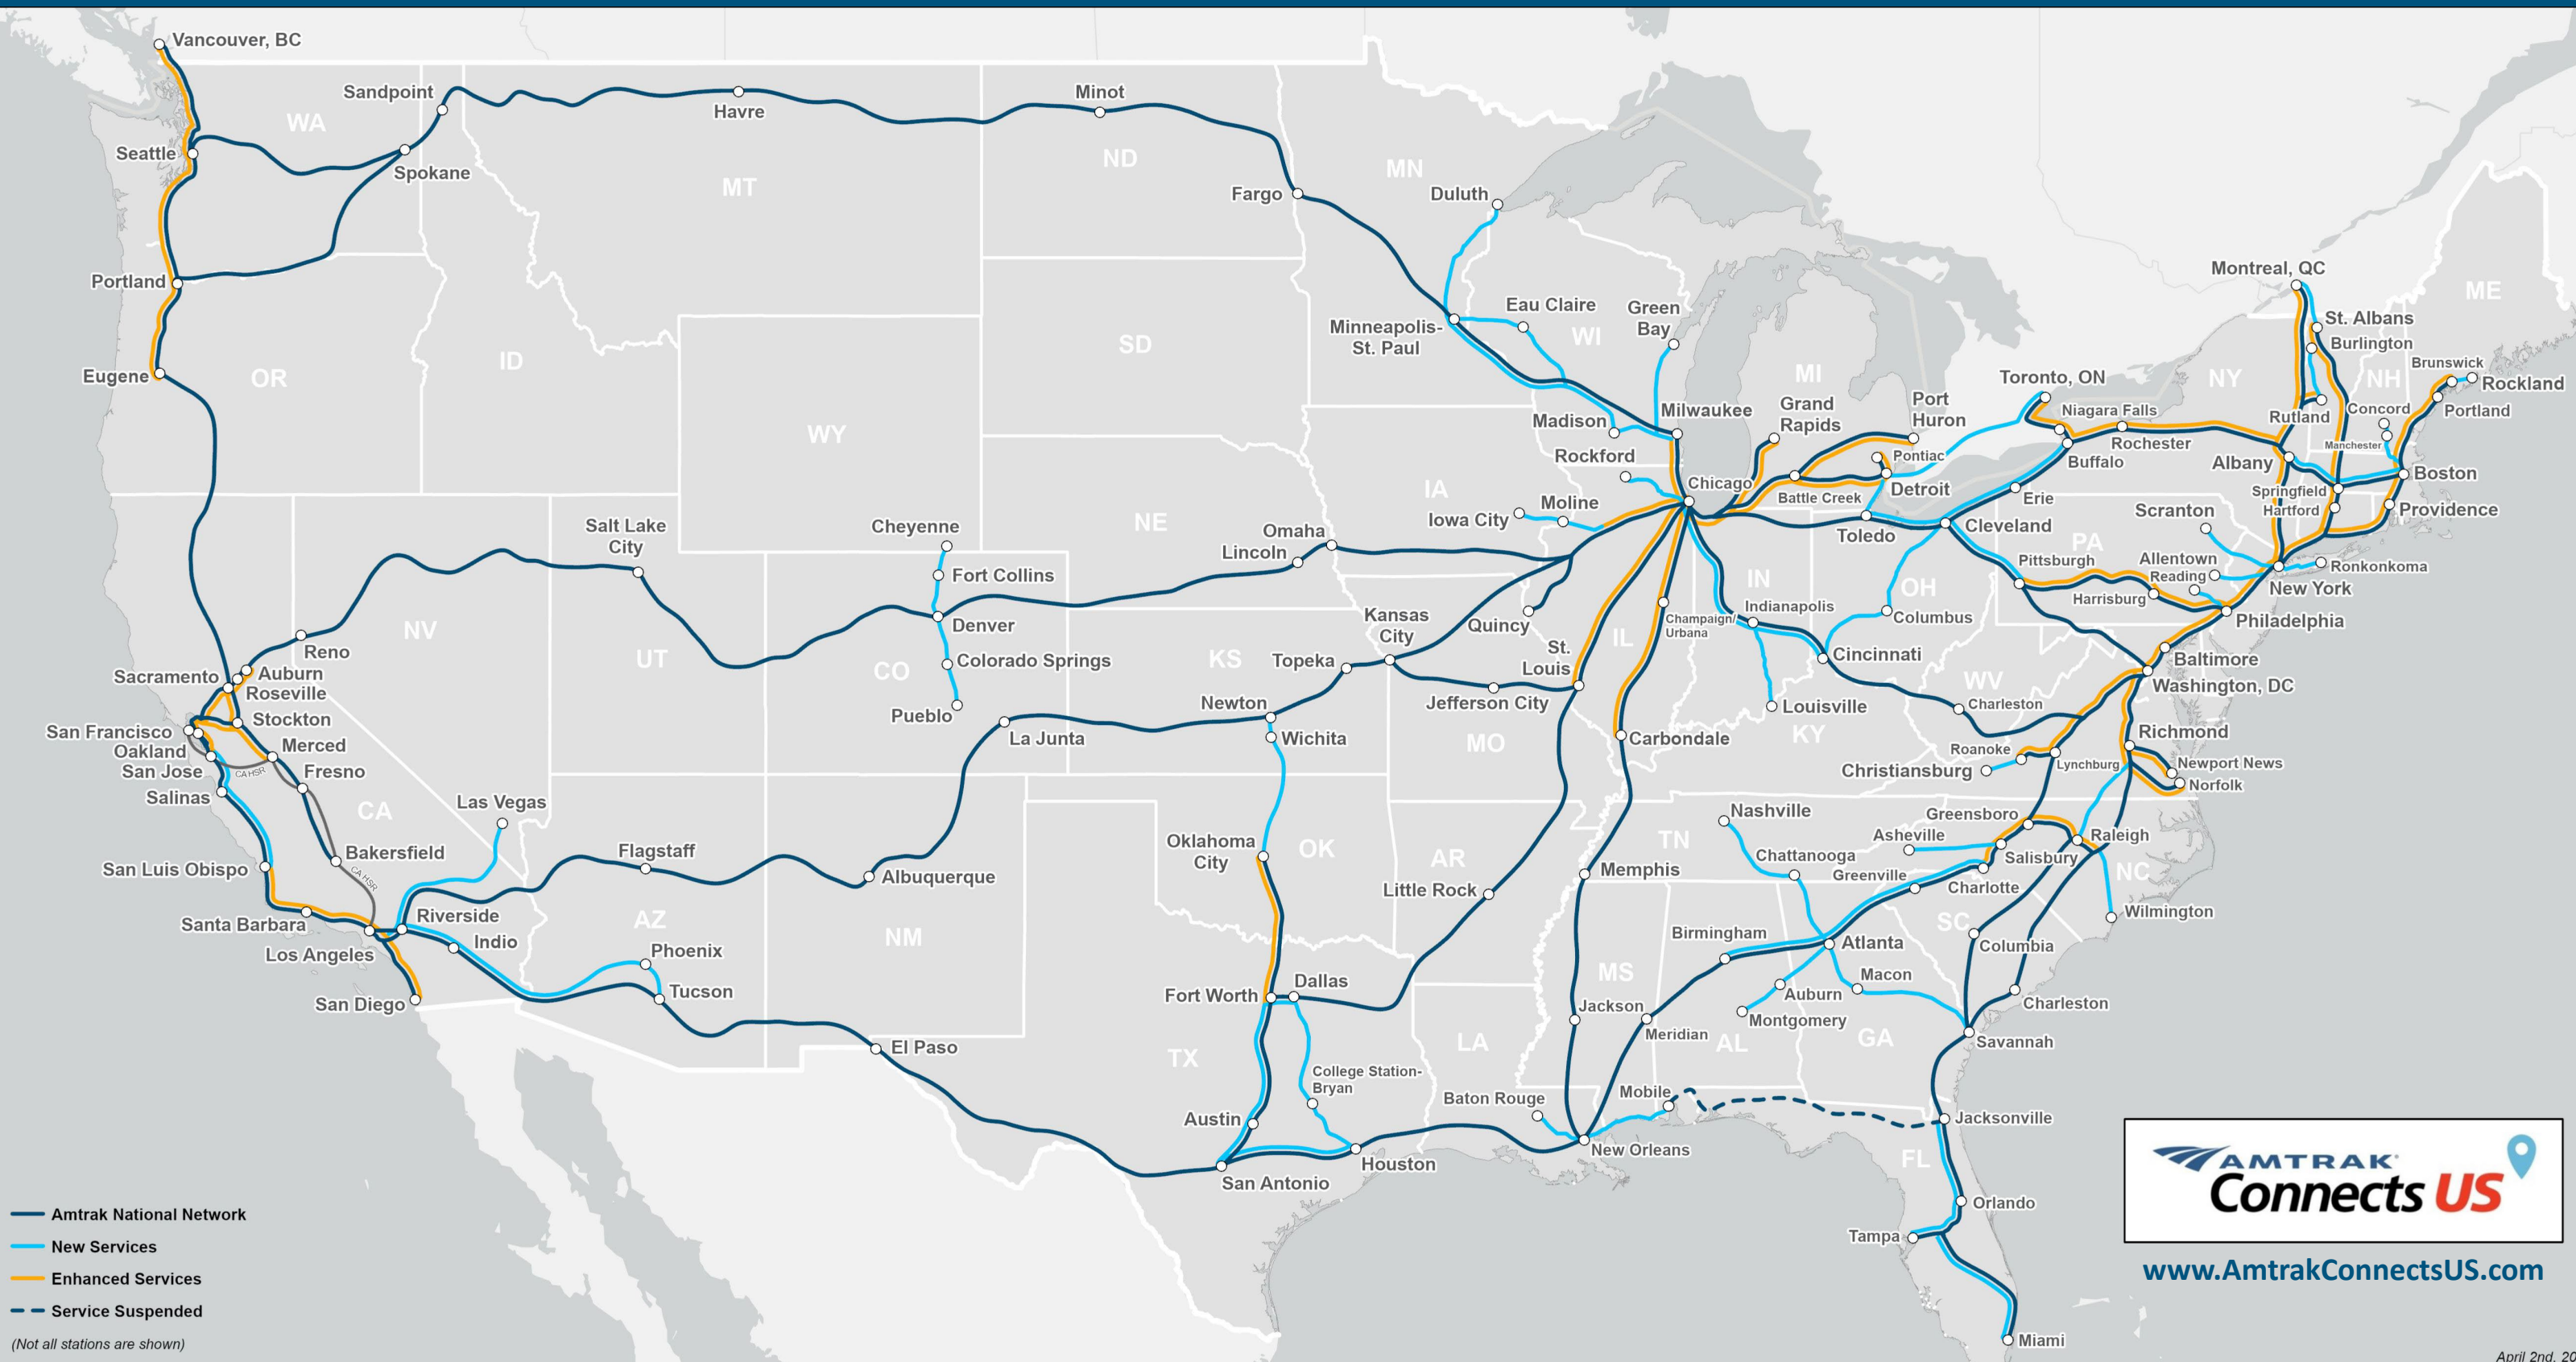 Vancouver, BC
Seattle
Sandpoint
Spokane
WA
Portland
Eugene
OR
ID
Havre
MT
Minot
ND
Fargo
MN
Duluth
SD
WY
Minneapolis-
St. Paul
Eau Claire
WI
Green
Bay
Madison
Milwaukee
Rockford
Chicago
Moline
Iowa City
IA
Grand
Rapids
MI
Port
Huron
Pontiac
Battle Creek
Detroit
Toledo
Toronto, ON
Niagara Falls
Rochester
Buffalo
Erie
Cleveland
Montreal, QC
St. Albans
Burlington
ME
NY
NH
Rutland
Brunswick
Rockland
Portland
Concord
Manchester
Albany
Boston
Springfield
Hartford
Providence
Scranton
Allentown
Reading
Ronkonkoma
New York
PA
Pittsburgh
Harrisburg
Philadelphia
Baltimore
Washington, DC
Salt Lake
City
Cheyenne
Fort Collins
Denver
Colorado Springs
Pueblo
CO
NE
Omaha
Lincoln
Reno
NV
UT
Sacramento
Auburn
Roseville
Stockton
San Francisco
Oakland
San Jose
Merced
Fresno
CA HSR
Salinas
CA
Bakersfield
CA HSR
San Luis Obispo
Santa Barbara
Los Angeles
Riverside
Indio
San Diego
Las Vegas
Flagstaff
AZ
Phoenix
Tucson
Albuquerque
NM
El Paso
La Junta
KS
Topeka
Kansas
City
Newton
Wichita
Quincy
St.
Louis
Jefferson City
MO
IL
Champaign/
Urbana
IN
Indianapolis
OH
Columbus
Cincinnati
Louisville
KY
WV
Charleston
Carbondale
Richmond
Roanoke
Lynchburg
Christiansburg
Newport News
Norfolk
Nashville
TN
Chattanooga
Greensboro
Asheville
Raleigh
Salisbury
Greenville
Charlotte
NC
Wilmington
Oklahoma
City
OK
AR
Little Rock
Memphis
Birmingham
Atlanta
SC
Columbia
Macon
Auburn
Montgomery
Charleston
Savannah
AL
GA
MS
Jackson
Meridian
Fort Worth
Dallas
TX
LA
College Station-
Bryan
Austin
Houston
San Antonio
Baton Rouge
Mobile
New Orleans
Jacksonville
FL
Orlando
Tampa
Miami
Amtrak National Network
New Services
Enhanced Services
Service Suspended
(Not all stations are shown)
AMTRAK
Connects US
www.AmtrakConnectsUS.com
April 2nd, 20